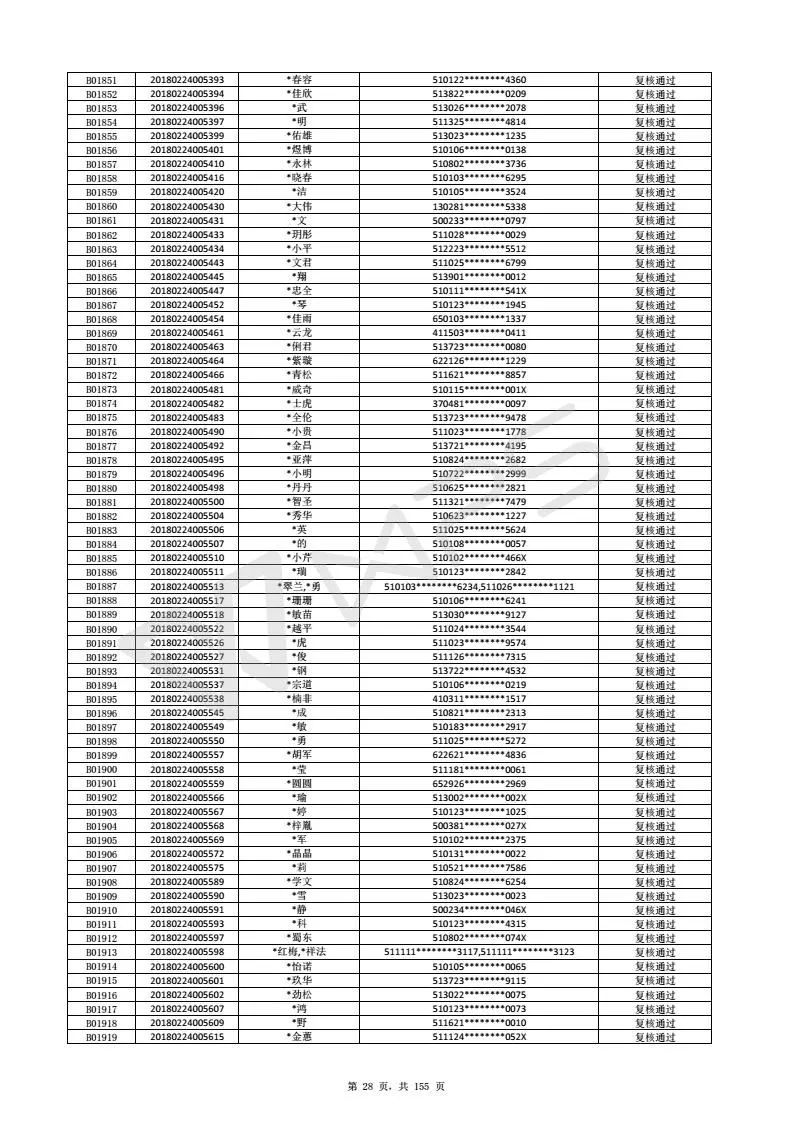 B01851 20180224005393 *春容 510122********4360 复核通过
B01852 20180224005394 *佳欣 513822********0209 复核通过
B01853 20180224005396 *武 513026********2078 复核通过
B01854 20180224005397 *明 511325********4814 复核通过
B01855 20180224005399 *佑雄 513023********1235 复核通过
B01856 20180224005401 *煜博 510106********0138 复核通过
B01857 20180224005410 *永林 510802********3736 复核通过
B01858 20180224005416 *晓春 510103********6295 复核通过
B01859 20180224005420 *洁 510105********3524 复核通过
B01860 20180224005430 *大伟 130281********5338 复核通过
B01861 20180224005431 *文 500233********0797 复核通过
B01862 20180224005433 *玥彤 511028********0029 复核通过
B01863 20180224005434 *小平 512223********5512 复核通过
B01864 20180224005443 *文君 511025********6799 复核通过
B01865 20180224005445 *翔 513901********0012 复核通过
B01866 20180224005447 *忠全 510111********541X 复核通过
B01867 20180224005452 *琴 510123********1945 复核通过
B01868 20180224005454 *佳雨 650103********1337 复核通过
B01869 20180224005461 *云龙 411503********0411 复核通过
B01870 20180224005463 *俐君 513723********0080 复核通过
B01871 20180224005464 *紫璇 622126********1229 复核通过
B01872 20180224005466 *青松 511621********8857 复核通过
B01873 20180224005481 *威奇 510115********001X 复核通过
B01874 20180224005482 *士虎 370481********0097 复核通过
B01875 20180224005483 *全伦 513723********9478 复核通过
B01876 20180224005490 *小贵 511023********1778 复核通过
B01877 20180224005492 *金昌 513721********4195 复核通过
B01878 20180224005495 *亚萍 510824********2682 复核通过
B01879 20180224005496 *小明 510722********2999 复核通过
B01880 20180224005498 *丹丹 510625********2821 复核通过
B01881 20180224005500 *智圣 511321********7479 复核通过
B01882 20180224005504 *秀华 510623********1227 复核通过
B01883 20180224005506 *英 511025********5624 复核通过
B01884 20180224005507 *的 510108********0057 复核通过
B01885 20180224005510 *小芹 510102********466X 复核通过
B01886 20180224005511 *瑞 510123********2842 复核通过
B01887 20180224005513 *翠兰,*勇 510103********6234,511026********1121 复核通过
B01888 20180224005517 *珊珊 510106********6241 复核通过
B01889 20180224005518 *敏苗 513030********9127 复核通过
B01890 20180224005522 *越平 511024********3544 复核通过
B01891 20180224005526 *虎 511023********9574 复核通过
B01892 20180224005527 *俊 511126********7315 复核通过
B01893 20180224005531 *钢 513722********4532 复核通过
B01894 20180224005537 *宗道 510106********0219 复核通过
B01895 20180224005538 *楠非 410311********1517 复核通过
B01896 20180224005545 *成 510821********2313 复核通过
B01897 20180224005549 *敏 510183********2917 复核通过
B01898 20180224005550 *勇 511025********5272 复核通过
B01899 20180224005557 *胡军 622621********4836 复核通过
B01900 20180224005558 *莹 511181********0061 复核通过
B01901 20180224005559 *圆圆 652926********2969 复核通过
B01902 20180224005566 *瑜 513002********002X 复核通过
B01903 20180224005567 *婷 510123********1025 复核通过
B01904 20180224005568 *梓胤 500381********027X 复核通过
B01905 20180224005569 *军 510102********2375 复核通过
B01906 20180224005572 *晶晶 510131********0022 复核通过
B01907 20180224005575 *莉 510521********7586 复核通过
B01908 20180224005589 *学文 510824********6254 复核通过
B01909 20180224005590 *雪 513023********0023 复核通过
B01910 20180224005591 *静 500234********046X 复核通过
B01911 20180224005593 *科 510123********4315 复核通过
B01912 20180224005597 *蜀东 510802********074X 复核通过
B01913 20180224005598 *红梅,*祥法 511111********3117,511111********3123 复核通过
B01914 20180224005600 *怡诺 510105********0065 复核通过
B01915 20180224005601 *玖华 513723********9115 复核通过
B01916 20180224005602 *劲松 513022********0075 复核通过
B01917 20180224005607 *鸿 510123********0073 复核通过
B01918 20180224005609 *野 511621********0010 复核通过
B01919 20180224005615 *金蕙 511124********052X 复核通过
第 28 页，共 155 页